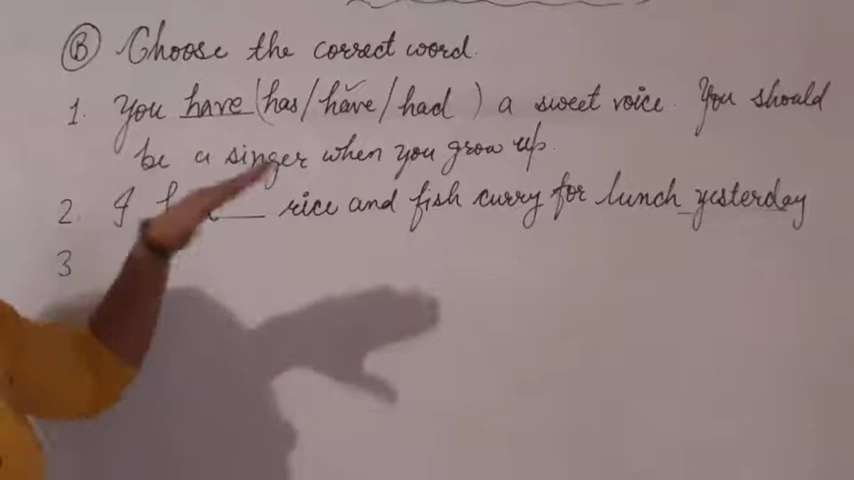 B Choose the correct word.
1. You have (has/have/had) a sweet voice. You should
be a singer when you grow up.
2. I rice and fish curry for lunch yesterday
3